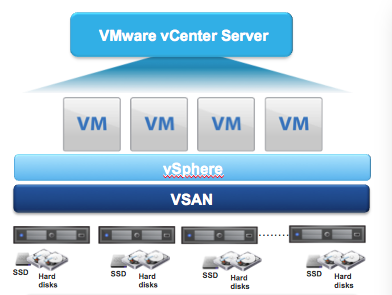 VMware vCenter Server
VM VM VM VM
vSphere
VSAN
SSD Hard disks
SSD Hard disks
SSD Hard disks
SSD Hard disks